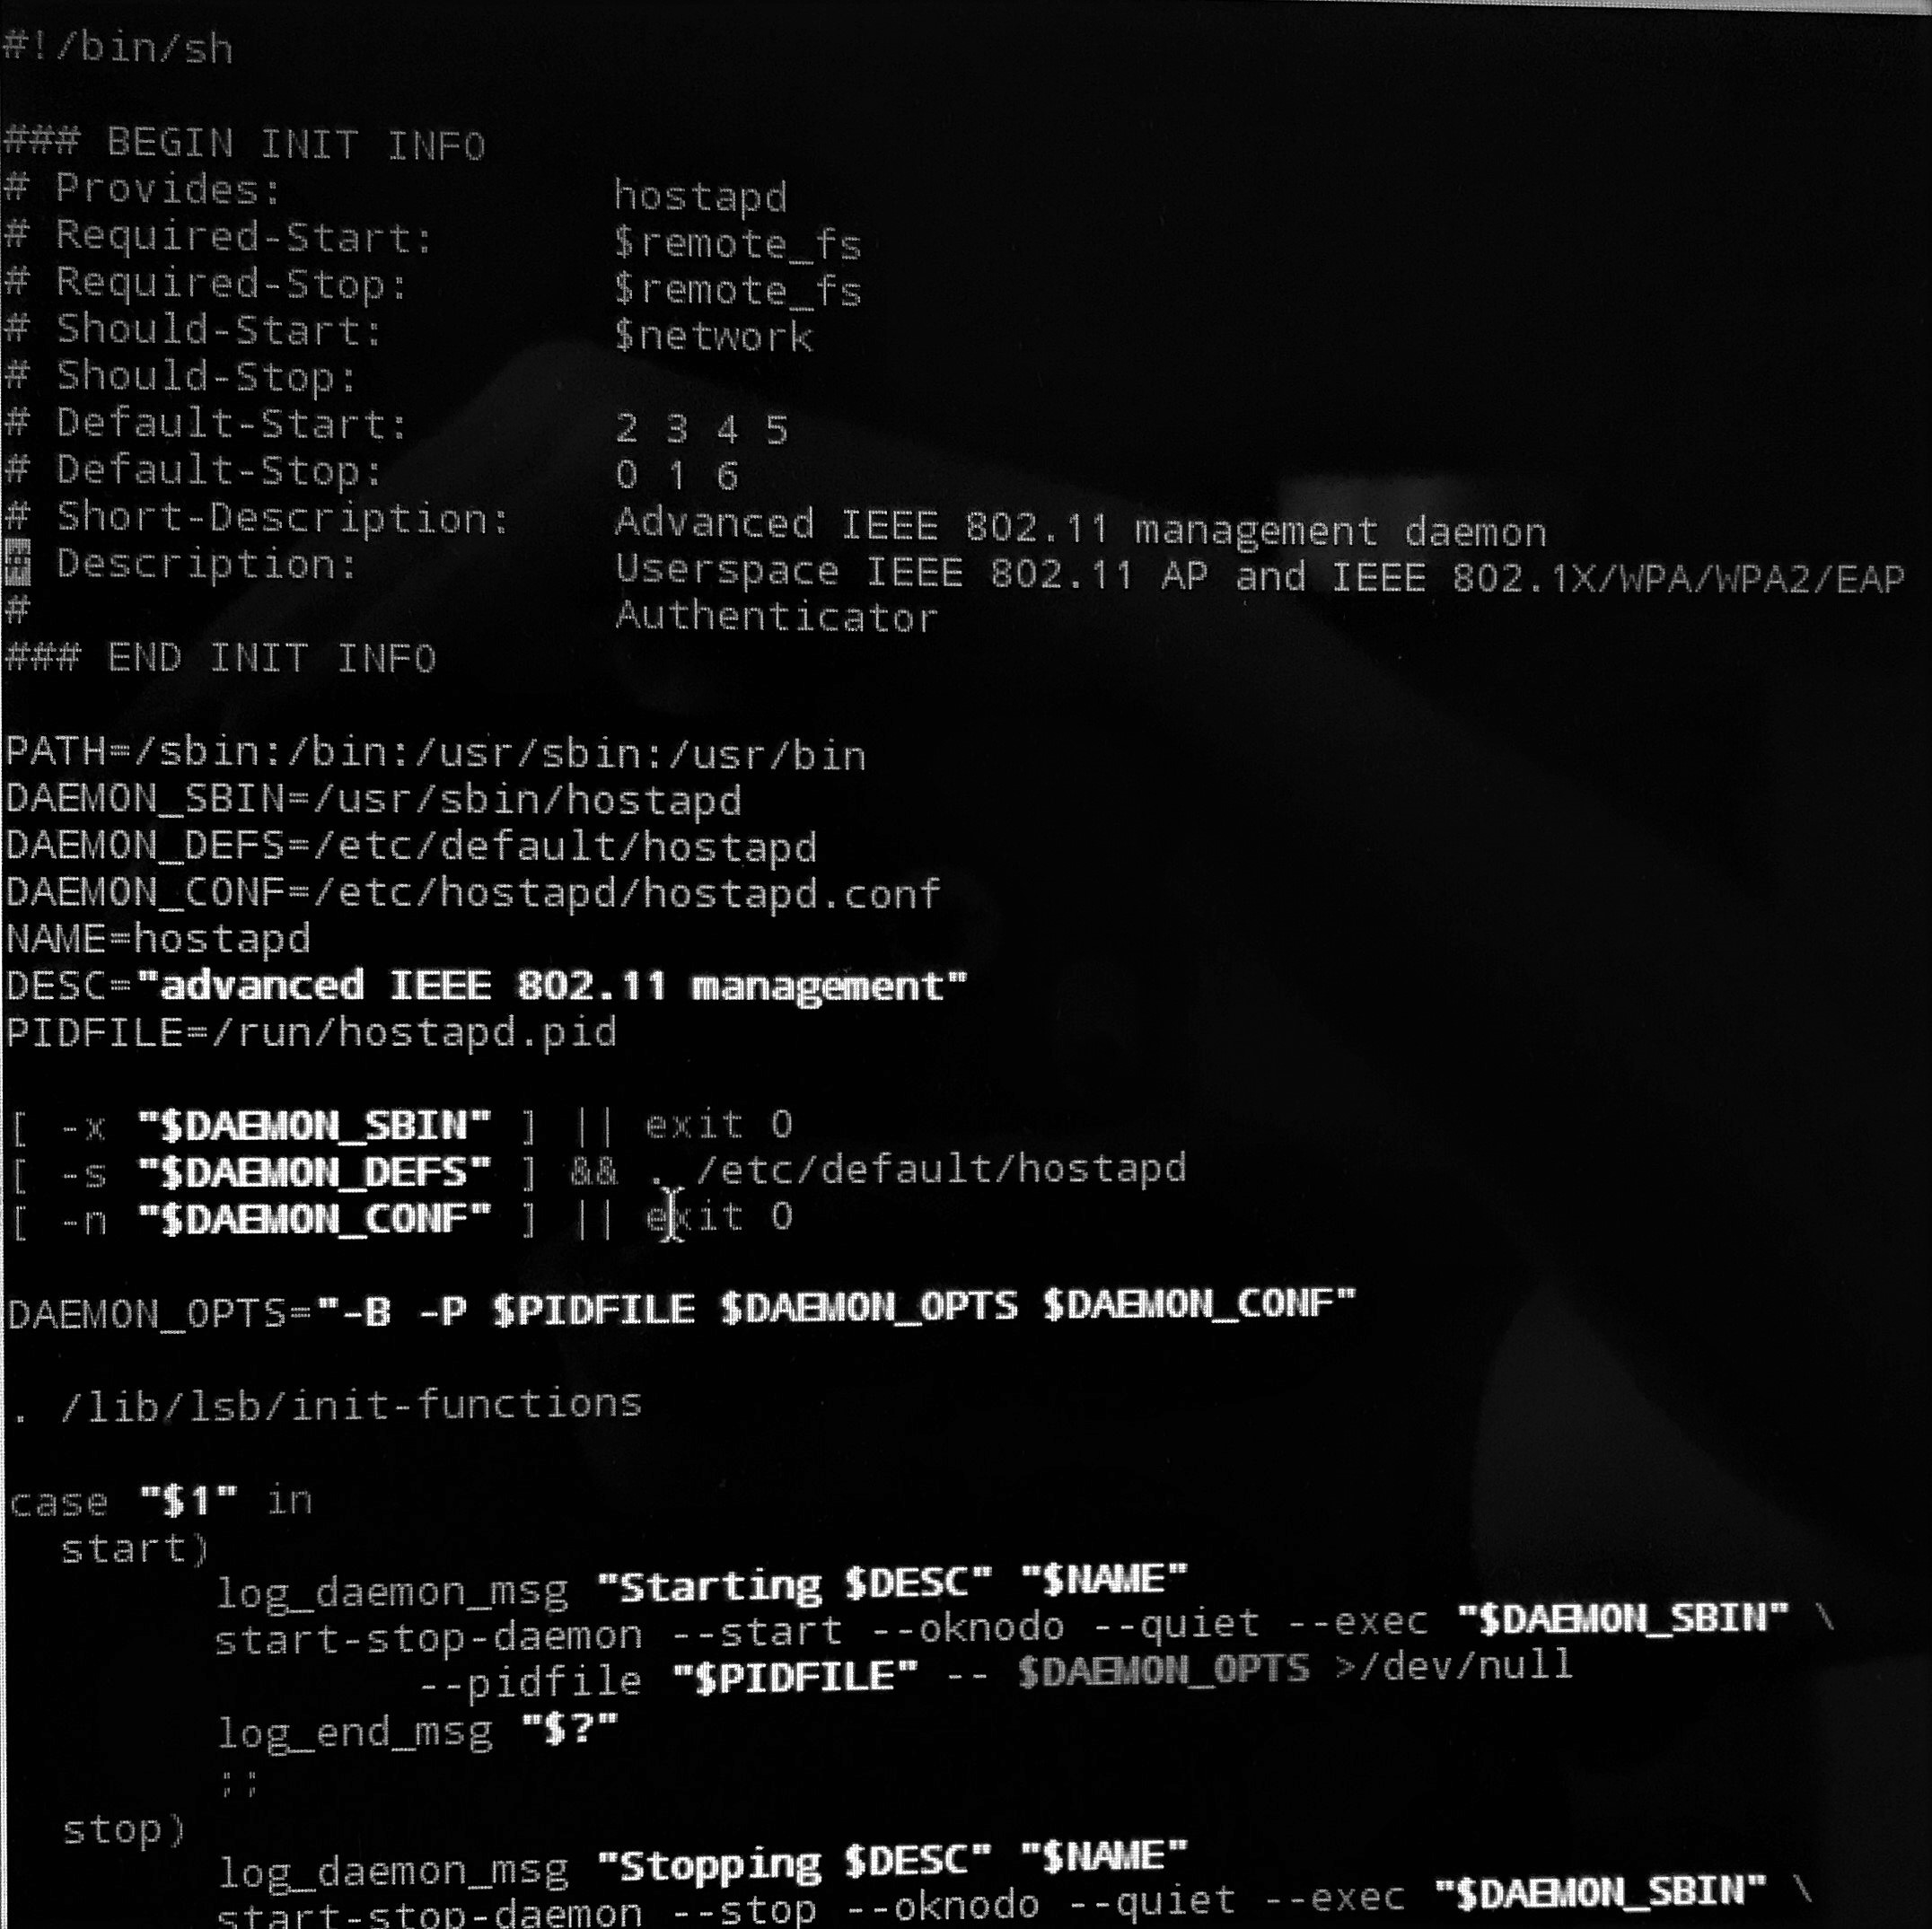 #!/bin/sh

### BEGIN INIT INFO
# Provides:             hostapd
# Required-Start:       $remote_fs
# Required-Stop:        $remote_fs
# Should-Start:         $network
# Should-Stop:
# Default-Start:        2 3 4 5
# Default-Stop:         0 1 6
# Short-Description:    Advanced IEEE 802.11 management daemon
# Description:          Userspace IEEE 802.11 AP and IEEE 802.1X/WPA/WPA2/EAP
#                       Authenticator
### END INIT INFO

PATH=/sbin:/bin:/usr/sbin:/usr/bin
DAEMON_SBIN=/usr/sbin/hostapd
DAEMON_DEFS=/etc/default/hostapd
DAEMON_CONF=/etc/hostapd/hostapd.conf
NAME=hostapd
DESC="advanced IEEE 802.11 management"
PIDFILE=/run/hostapd.pid

[ -x "$DAEMON_SBIN" ] || exit 0
[ -s "$DAEMON_DEFS" ] && . /etc/default/hostapd
[ -n "$DAEMON_CONF" ] || exit 0

DAEMON_OPTS="-B -P $PIDFILE $DAEMON_OPTS $DAEMON_CONF"

. /lib/lsb/init-functions

case "$1" in
  start)
        log_daemon_msg "Starting $DESC" "$NAME"
        start-stop-daemon --start --oknodo --quiet --exec "$DAEMON_SBIN" \
                --pidfile "$PIDFILE" -- $DAEMON_OPTS >/dev/null
        log_end_msg "$?"
        ;;
  stop)
        log_daemon_msg "Stopping $DESC" "$NAME"
        start-stop-daemon --stop --oknodo --quiet --exec "$DAEMON_SBIN" \